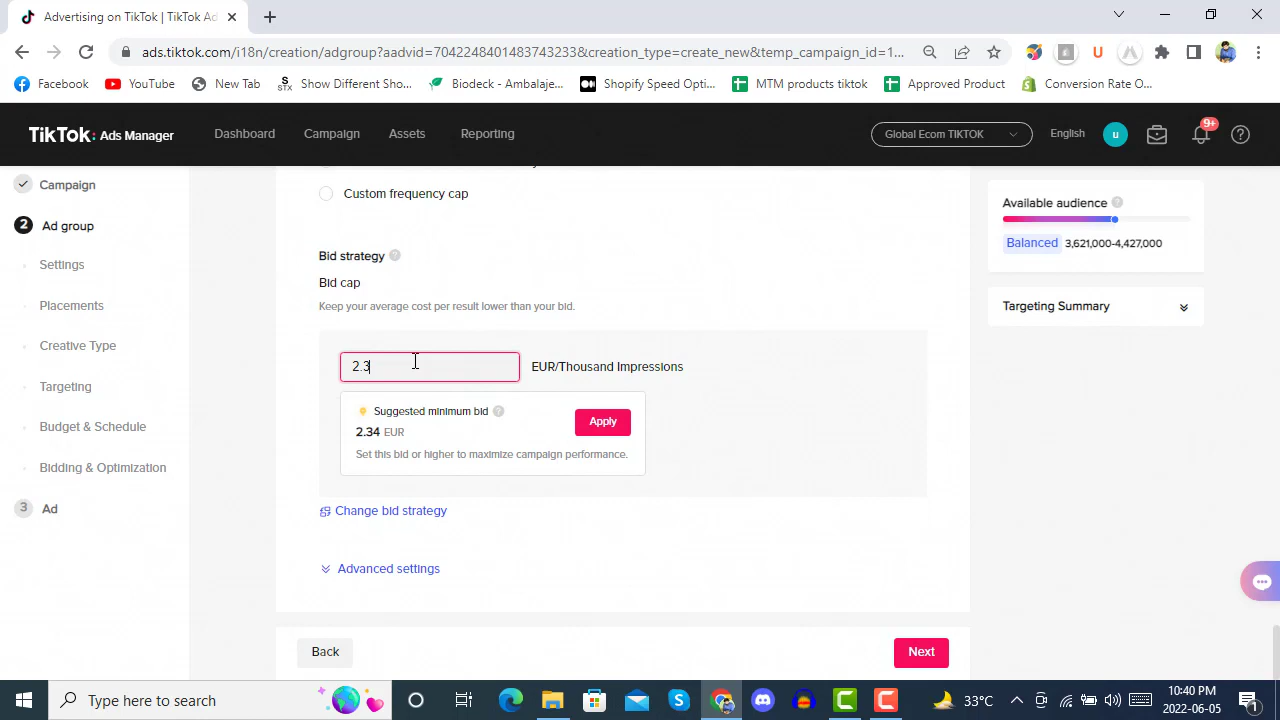 Advertising on TikTok | TikTok Ad
ads.tiktok.com/i18n/creation/adgroup?aadvid=7042245401483743233&creation_type=create_new&temp_campaign_id=1...
Facebook
YouTube
New Tab
STX
Show Different Sho...
Biodeck - Ambalaje...
Shopify Speed Opti...
MTM products tiktok
Approved Product
Conversion Rate O...
TikTok: Ads Manager
Dashboard
Campaign
Assets
Reporting
Global Ecom TIKTOK
English
u
9+
Campaign
2 Ad group
Settings
Placements
Creative Type
Targeting
Budget & Schedule
Bidding & Optimization
3 Ad
Custom frequency cap
Bid strategy
Bid cap
Keep your average cost per result lower than your bid.
2.3
EUR/Thousand Impressions
Suggested minimum bid
2.34 EUR
Apply
Set this bid or higher to maximize campaign performance.
Change bid strategy
Advanced settings
Back
Next
Available audience
Balanced 3,621,000-4,427,000
Targeting Summary
Type here to search
33°C
10:40 PM
2022-06-05
1